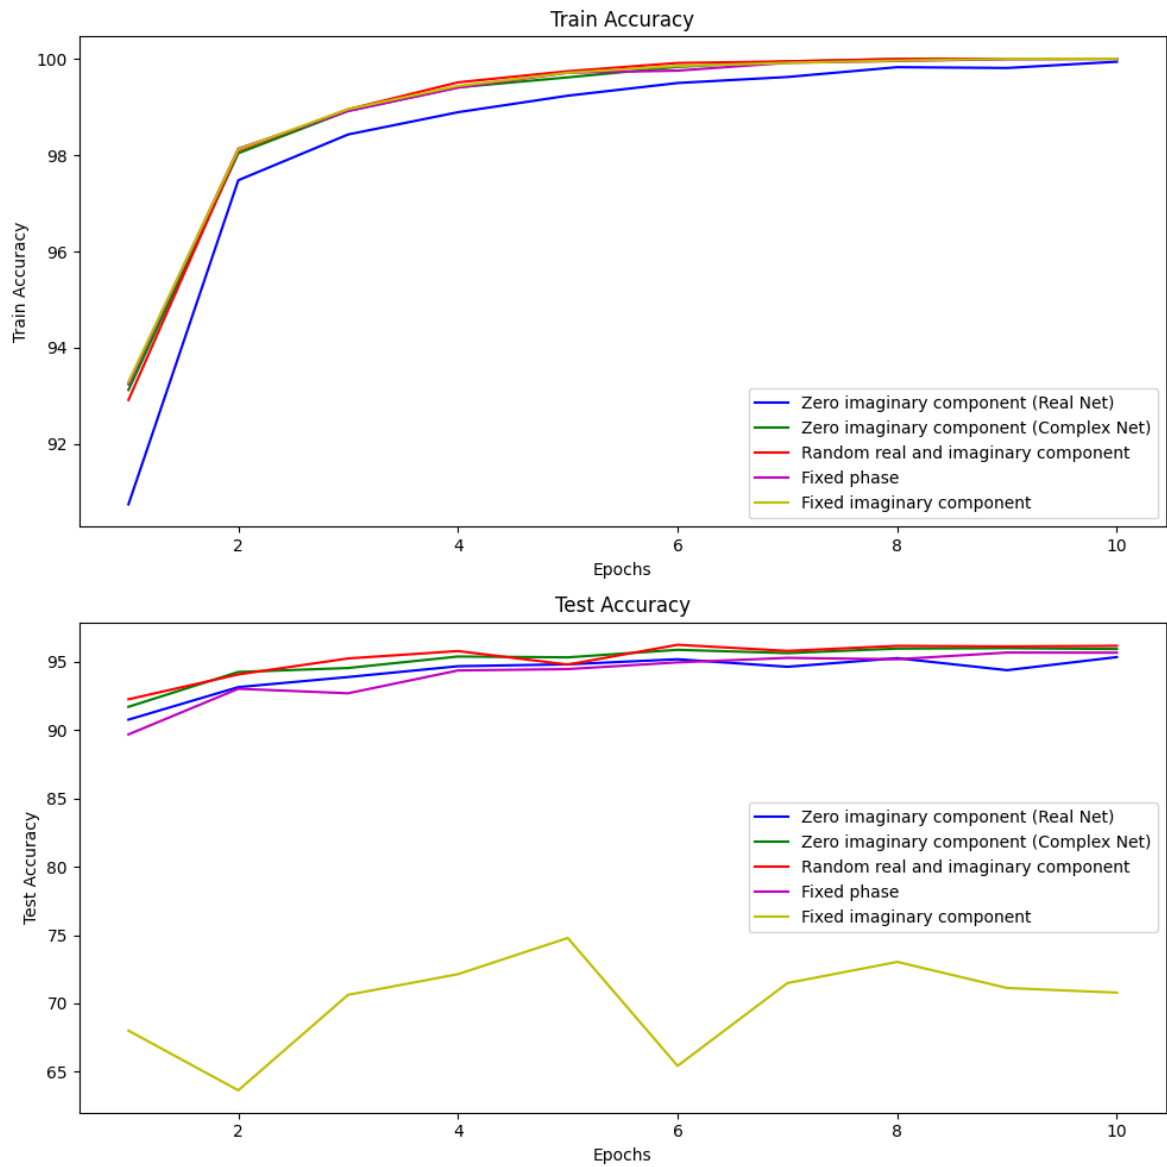 Train Accuracy
100
98
96
94
92
Train Accuracy
Zero imaginary component (Real Net)
Zero imaginary component (Complex Net)
Random real and imaginary component
Fixed phase
Fixed imaginary component
2 4 6 8 10
Epochs
Test Accuracy
95
90
85
80
75
70
65
Test Accuracy
Zero imaginary component (Real Net)
Zero imaginary component (Complex Net)
Random real and imaginary component
Fixed phase
Fixed imaginary component
2 4 6 8 10
Epochs